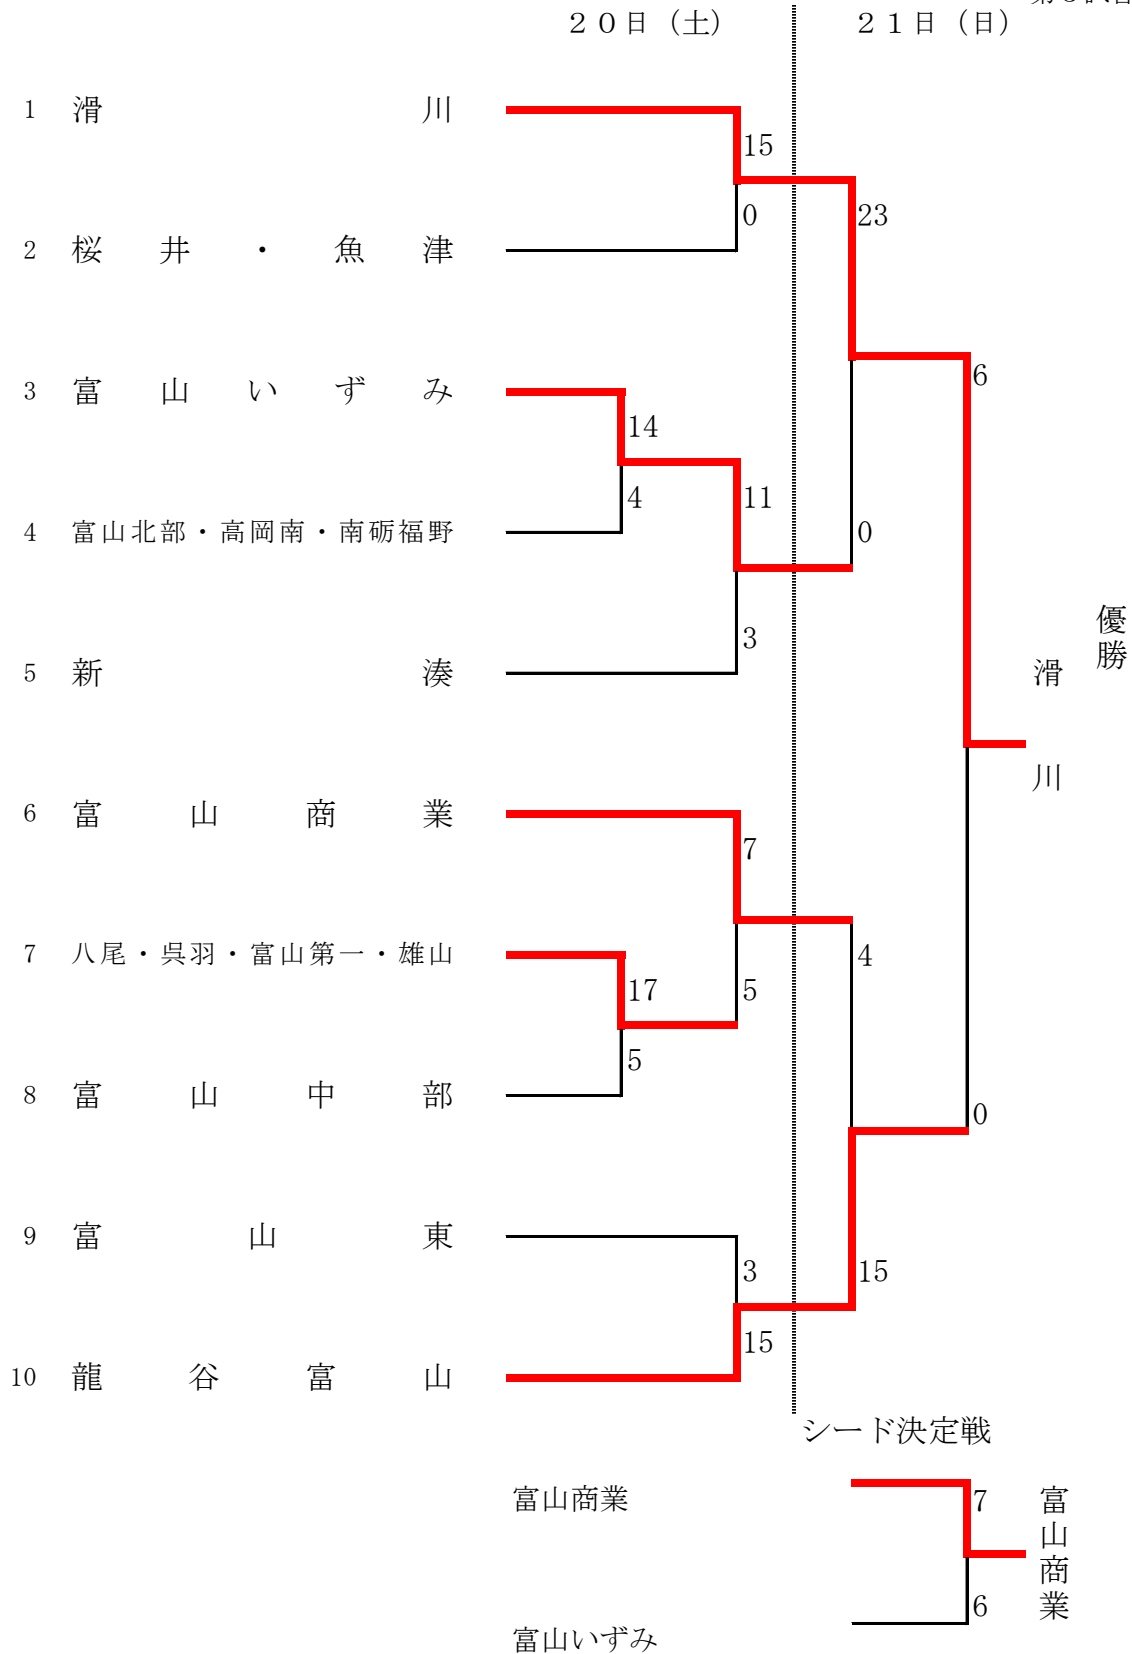 ２０日（土）
２１日（日）
1 滑川
15
0
23
2 桜井・魚津
6
3 富山いずみ
14
4
11
0
4 富山北部・高岡南・南砺福野
3
5 新湊
優勝
滑川
6 富山商業
7
7 八尾・呉羽・富山第一・雄山
4
17
5
5
8 富山中部
0
9 富山東
3
15
15
10 龍谷富山
シード決定戦
富山商業
7
富山商業
6
富山いずみ